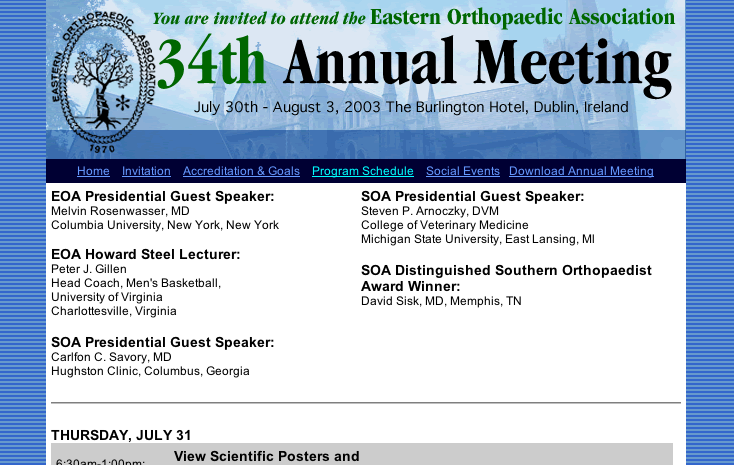 EASTERN ORTHOPAEDIC ASSOCIATION
1970
You are invited to attend the Eastern Orthopaedic Association
34th Annual Meeting
July 30th - August 3, 2003 The Burlington Hotel, Dublin, Ireland
Home Invitation Accreditation & Goals Program Schedule Social Events Download Annual Meeting
EOA Presidential Guest Speaker:
Melvin Rosenwasser, MD
Columbia University, New York, New York
EOA Howard Steel Lecturer:
Peter J. Gillen
Head Coach, Men's Basketball,
University of Virginia
Charlottesville, Virginia
SOA Presidential Guest Speaker:
Carlfon C. Savory, MD
Hughston Clinic, Columbus, Georgia
SOA Presidential Guest Speaker:
Steven P. Arnoczky, DVM
College of Veterinary Medicine
Michigan State University, East Lansing, MI
SOA Distinguished Southern Orthopaedist
Award Winner:
David Sisk, MD, Memphis, TN
THURSDAY, JULY 31
6:30am-1:00pm:
View Scientific Posters and